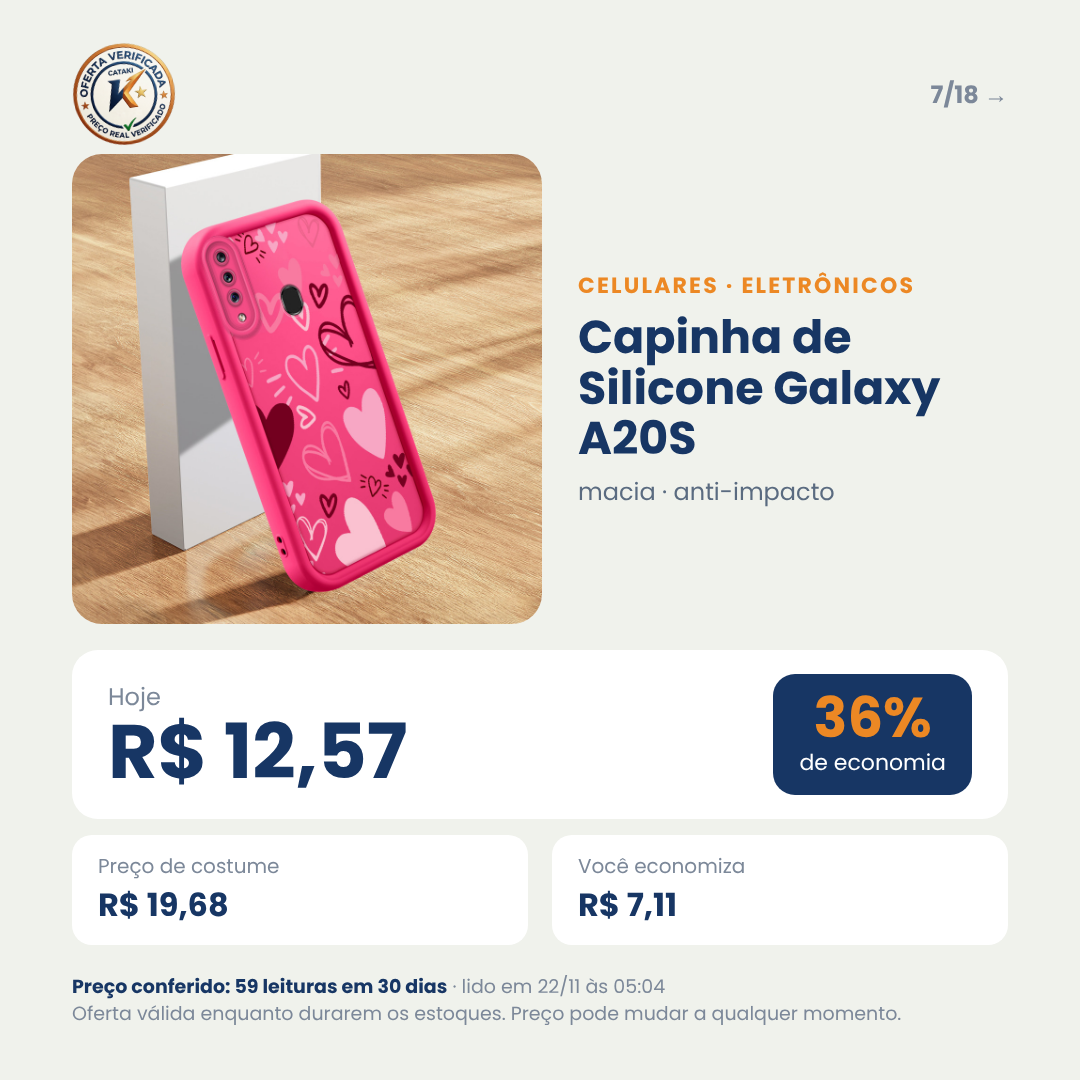 OFERTA VERIFICADA
CATAKI
K
PREÇO REAL VERIFICADO
7/18 →
CELULARES · ELETRÔNICOS
Capinha de
Silicone Galaxy
A20S
macia · anti-impacto
Hoje
R$ 12,57
36%
de economia
Preço de costume
R$ 19,68
Você economiza
R$ 7,11
Preço conferido: 59 leituras em 30 dias · lido em 22/11 às 05:04
Oferta válida enquanto durarem os estoques. Preço pode mudar a qualquer momento.